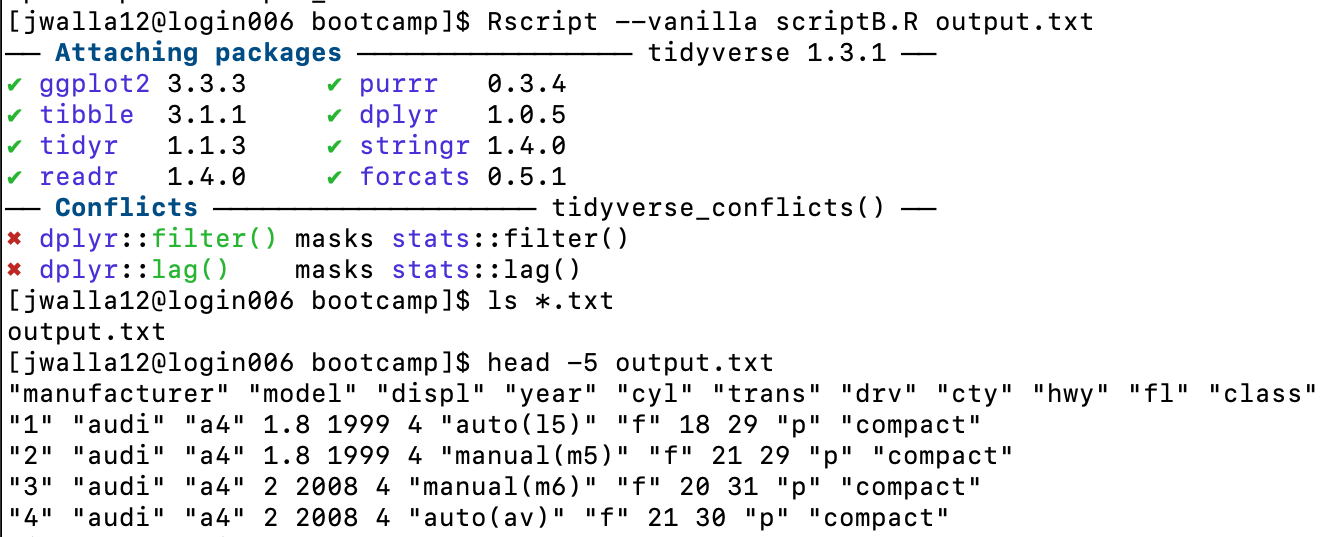 [jwalla12@login006 bootcamp]$ Rscript --vanilla scriptB.R output.txt
── Attaching packages ───────────────── tidyverse 1.3.1 ──
✔ ggplot2 3.3.3     ✔ purrr   0.3.4
✔ tibble  3.1.1     ✔ dplyr   1.0.5
✔ tidyr   1.1.3     ✔ stringr 1.4.0
✔ readr   1.4.0     ✔ forcats 0.5.1
── Conflicts ──────────────────── tidyverse_conflicts() ──
✖ dplyr::filter() masks stats::filter()
✖ dplyr::lag()    masks stats::lag()
[jwalla12@login006 bootcamp]$ ls *.txt
output.txt
[jwalla12@login006 bootcamp]$ head -5 output.txt
"manufacturer" "model" "displ" "year" "cyl" "trans" "drv" "cty" "hwy" "fl" "class"
"1" "audi" "a4" 1.8 1999 4 "auto(l5)" "f" 18 29 "p" "compact"
"2" "audi" "a4" 1.8 1999 4 "manual(m5)" "f" 21 29 "p" "compact"
"3" "audi" "a4" 2 2008 4 "manual(m6)" "f" 20 31 "p" "compact"
"4" "audi" "a4" 2 2008 4 "auto(av)" "f" 21 30 "p" "compact"